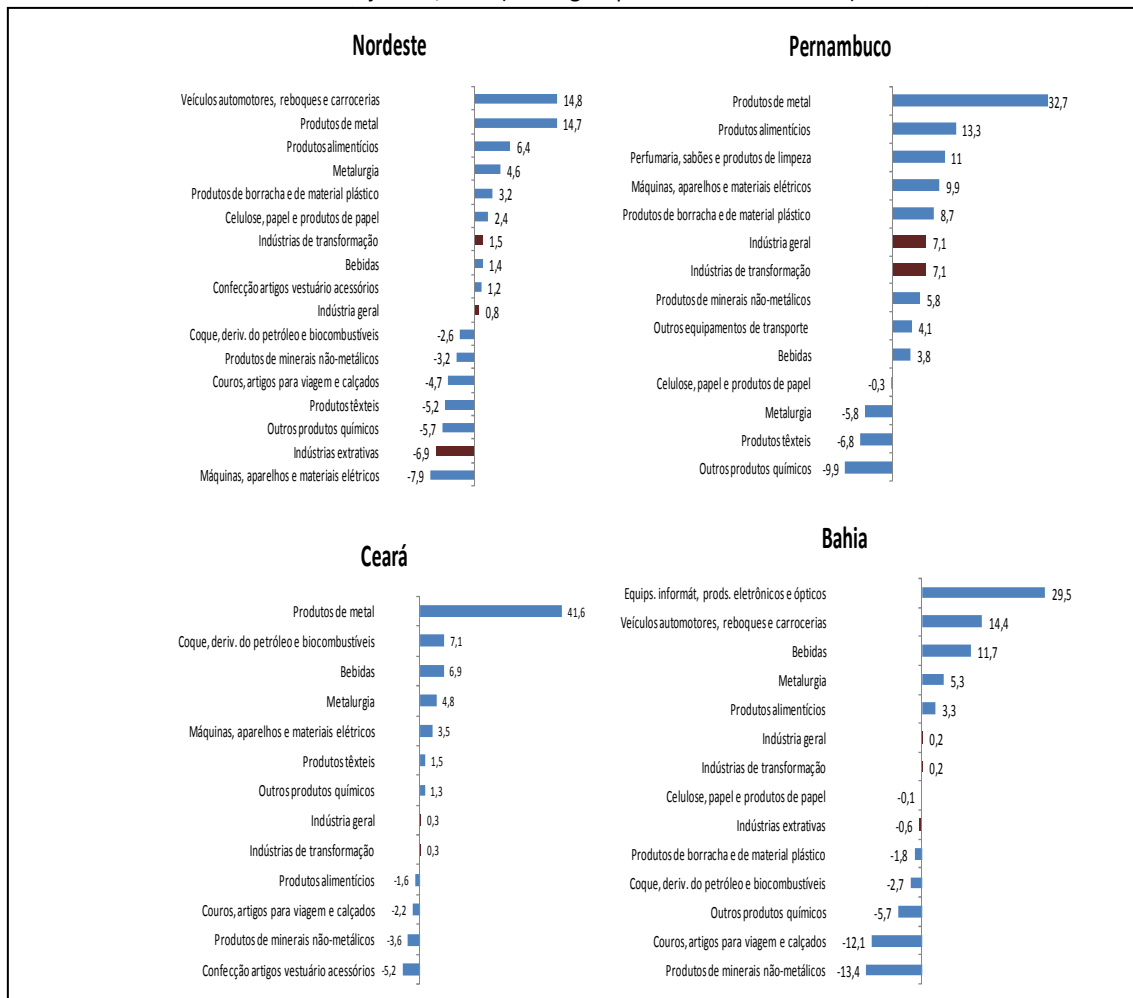 Nordeste
Veículos automotores, reboques e carrocerias 14,8
Produtos de metal 14,7
Produtos alimentícios 6,4
Metalurgia 4,6
Produtos de borracha e de material plástico 3,2
Celulose, papel e produtos de papel 2,4
Indústrias de transformação 1,5
Bebidas 1,4
Confecção artigos vestuário acessórios 1,2
Indústria geral 0,8
Coque, deriv. do petróleo e biocombustíveis -2,6
Produtos de minerais não-metálicos -3,2
Couros, artigos para viagem e calçados -4,7
Produtos têxteis -5,2
Outros produtos químicos -5,7
Indústrias extrativas -6,9
Máquinas, aparelhos e materiais elétricos -7,9
Pernambuco
Produtos de metal 32,7
Produtos alimentícios 13,3
Perfumaria, sabões e produtos de limpeza 11
Máquinas, aparelhos e materiais elétricos 9,9
Produtos de borracha e de material plástico 8,7
Indústria geral 7,1
Indústrias de transformação 7,1
Produtos de minerais não-metálicos 5,8
Outros equipamentos de transporte 4,1
Bebidas 3,8
Celulose, papel e produtos de papel -0,3
Metalurgia -5,8
Produtos têxteis -6,8
Outros produtos químicos -9,9
Ceará
Produtos de metal 41,6
Coque, deriv. do petróleo e biocombustíveis 7,1
Bebidas 6,9
Metalurgia 4,8
Máquinas, aparelhos e materiais elétricos 3,5
Produtos têxteis 1,5
Outros produtos químicos 1,3
Indústria geral 0,3
Indústrias de transformação 0,3
Produtos alimentícios -1,6
Couros, artigos para viagem e calçados -2,2
Produtos de minerais não-metálicos -3,6
Confecção artigos vestuário acessórios -5,2
Bahia
Equips. informát, prods. eletrônicos e ópticos 29,5
Veículos automotores, reboques e carrocerias 14,4
Bebidas 11,7
Metalurgia 5,3
Produtos alimentícios 3,3
Indústria geral 0,2
Indústrias de transformação 0,2
Celulose, papel e produtos de papel -0,1
Indústrias extrativas -0,6
Produtos de borracha e de material plástico -1,8
Coque, deriv. do petróleo e biocombustíveis -2,7
Outros produtos químicos -5,7
Couros, artigos para viagem e calçados -12,1
Produtos de minerais não-metálicos -13,4